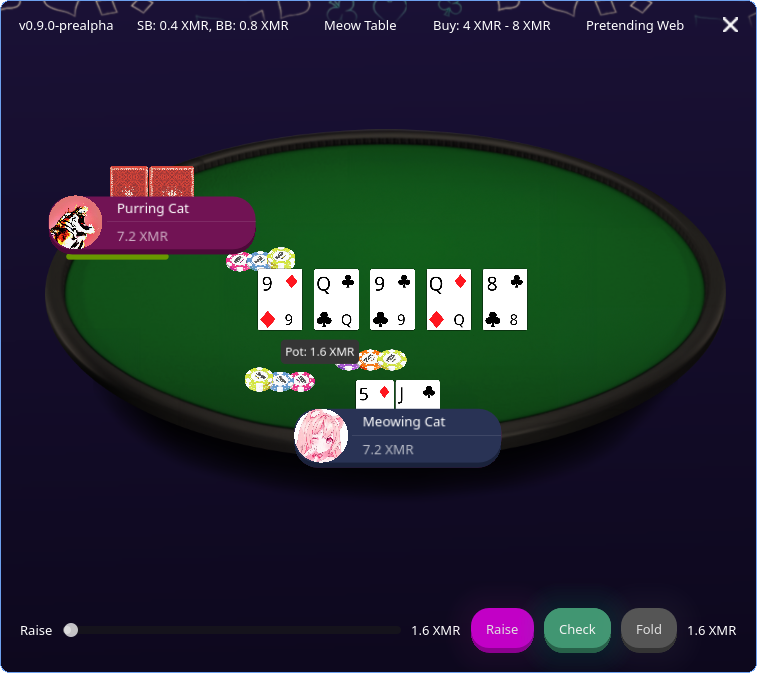 v0.9.0-prealpha SB: 0.4 XMR, BB: 0.8 XMR Meow Table Buy: 4 XMR - 8 XMR Pretending Web
Purring Cat
7.2 XMR
9 Q 9 Q 8
9 Q 9 Q 8
Pot: 1.6 XMR
5 J
Meowing Cat
7.2 XMR
Raise 1.6 XMR Raise Check Fold 1.6 XMR